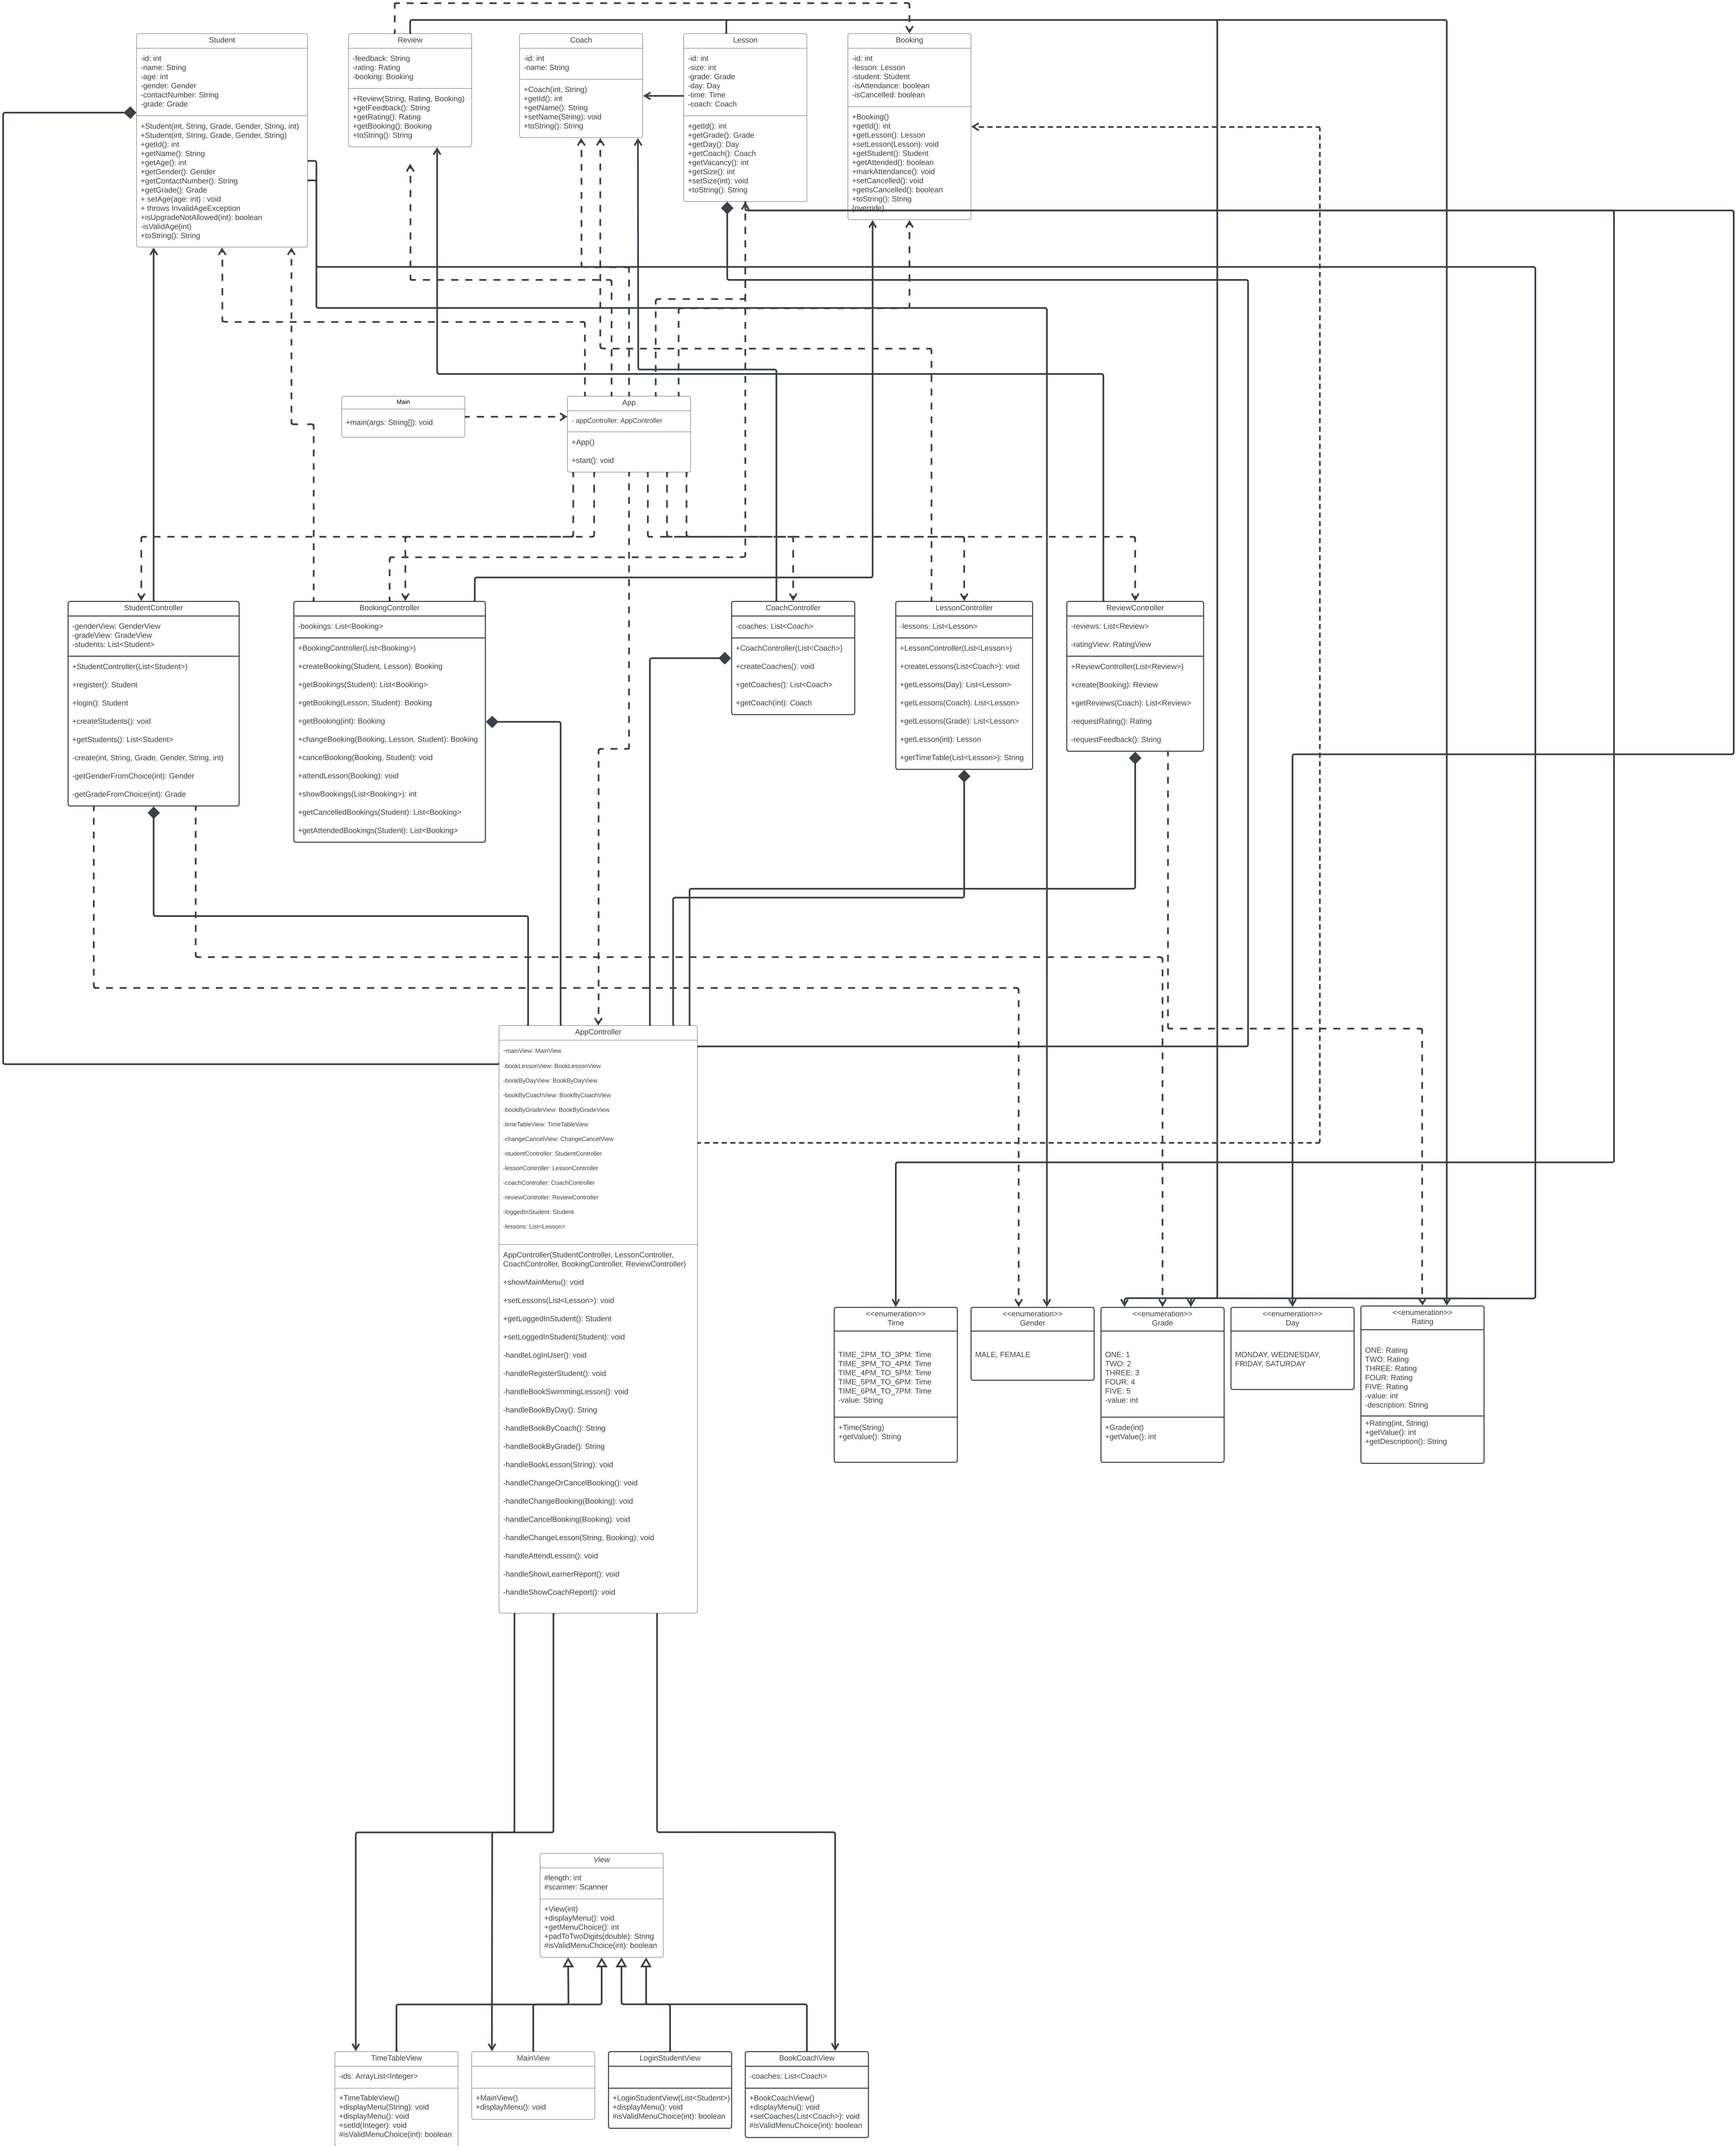 Student
-id: int
-name: String
-age: int
-gender: Gender
-contactNumber: String
-grade: Grade
+Student(int, String, Grade, Gender, String, int)
+Student(int, String, Grade, Gender, String)
+getId(): int
+getName(): String
+getAge(): int
+getGender(): Gender
+getContactNumber(): String
+getGrade(): Grade
+ setAge(age: int) : void
+ throws InvalidAgeException
+isUpgradeNotAllowed(int): boolean
-isValidAge(int)
+toString(): String
Review
-feedback: String
-rating: Rating
-booking: Booking
+Review(String, Rating, Booking)
+getFeedback(): String
+getRating(): Rating
+getBooking(): Booking
+toString(): String
Coach
-id: int
-name: String
+Coach(int, String)
+getId(): int
+getName(): String
+setName(String): void
+toString(): String
Lesson
-id: int
-size: int
-grade: Grade
-day: Day
-time: Time
-coach: Coach
+getId(): int
+getGrade(): Grade
+getDay(): Day
+getCoach(): Coach
+getVacancy(): int
+getSize(): int
+setSize(int): void
+toString(): String
Booking
-id: int
-lesson: Lesson
-student: Student
-isAttendance: boolean
-isCancelled: boolean
+Booking()
+getId(): int
+getLesson(): Lesson
+setLesson(Lesson): void
+getStudent(): Student
+getAttended(): boolean
+markAttendance(): void
+setCancelled(): void
+getIsCancelled(): boolean
+toString(): String
{override}
Main
+main(args: String[]): void
App
- appController: AppController
+App()
+start(): void
StudentController
-genderView: GenderView
-gradeView: GradeView
-students: List<Student>
+StudentController(List<Student>)
+register(): Student
+login(): Student
+createStudents(): void
+getStudents(): List<Student>
-create(int, String, Grade, Gender, String, int)
-getGenderFromChoice(int): Gender
-getGradeFromChoice(int): Grade
BookingController
-bookings: List<Booking>
+BookingController(List<Booking>)
+createBooking(Student, Lesson): Booking
+getBookings(Student): List<Booking>
+getBooking(Lesson, Student): Booking
+getBooking(int): Booking
+changeBooking(Booking, Lesson, Student): Booking
+cancelBooking(Booking, Student): void
+attendLesson(Booking): void
+showBookings(List<Booking>): int
+getCancelledBookings(Student): List<Booking>
+getAttendedBookings(Student): List<Booking>
CoachController
-coaches: List<Coach>
+CoachController(List<Coach>)
+createCoaches(): void
+getCoaches(): List<Coach>
+getCoach(int): Coach
LessonController
-lessons: List<Lesson>
+LessonController(List<Lesson>)
+createLessons(List<Coach>): void
+getLessons(Day): List<Lesson>
+getLessons(Coach): List<Lesson>
+getLessons(Grade): List<Lesson>
+getLesson(int): Lesson
+getTimeTable(List<Lesson>): String
ReviewController
-reviews: List<Review>
-ratingView: RatingView
+ReviewController(List<Review>)
+create(Booking): Review
+getReviews(Coach): List<Review>
-requestRating(): Rating
-requestFeedback(): String
AppController
-mainView: MainView
-bookLessonView: BookLessonView
-bookByDayView: BookByDayView
-bookByCoachView: BookByCoachView
-bookByGradeView: BookByGradeView
-timeTableView: TimeTableView
-changeCancelView: ChangeCancelView
-studentController: StudentController
-lessonController: LessonController
-coachController: CoachController
-reviewController: ReviewController
-loggedInStudent: Student
-lessons: List<Lesson>
AppController(StudentController, LessonController,
CoachController, BookingController, ReviewController)
+showMainMenu(): void
+setLessons(List<Lesson>): void
+getLoggedInStudent(): Student
+setLoggedInStudent(Student): void
-handleLogInUser(): void
-handleRegisterStudent(): void
-handleBookSwimmingLesson(): void
-handleBookByDay(): String
-handleBookByCoach(): String
-handleBookByGrade(): String
-handleBookLesson(String): void
-handleChangeOrCancelBooking(): void
-handleChangeBooking(Booking): void
-handleCancelBooking(Booking): void
-handleChangeLesson(String, Booking): void
-handleAttendLesson(): void
-handleShowLearnerReport(): void
-handleShowCoachReport(): void
<<enumeration>>
Time
TIME_2PM_TO_3PM: Time
TIME_3PM_TO_4PM: Time
TIME_4PM_TO_5PM: Time
TIME_5PM_TO_6PM: Time
TIME_6PM_TO_7PM: Time
-value: String
+Time(String)
+getValue(): String
<<enumeration>>
Gender
MALE, FEMALE
<<enumeration>>
Grade
ONE: 1
TWO: 2
THREE: 3
FOUR: 4
FIVE: 5
-value: int
+Grade(int)
+getValue(): int
<<enumeration>>
Day
MONDAY, WEDNESDAY,
FRIDAY, SATURDAY
<<enumeration>>
Rating
ONE: Rating
TWO: Rating
THREE: Rating
FOUR: Rating
FIVE: Rating
-value: int
-description: String
+Rating(int, String)
+getValue(): int
+getDescription(): String
View
#length: int
#scanner: Scanner
+View(int)
+displayMenu(): void
+getMenuChoice(): int
+padToTwoDigits(double): String
#isValidMenuChoice(int): boolean
TimeTableView
-ids: ArrayList<Integer>
+TimeTableView()
+displayMenu(String): void
+displayMenu(): void
+setId(Integer): void
#isValidMenuChoice(int): boolean
MainView
+MainView()
+displayMenu(): void
LoginStudentView
+LoginStudentView(List<Student>)
+displayMenu(): void
#isValidMenuChoice(int): boolean
BookCoachView
-coaches: List<Coach>
+BookCoachView()
+displayMenu(): void
+setCoaches(List<Coach>): void
#isValidMenuChoice(int): boolean